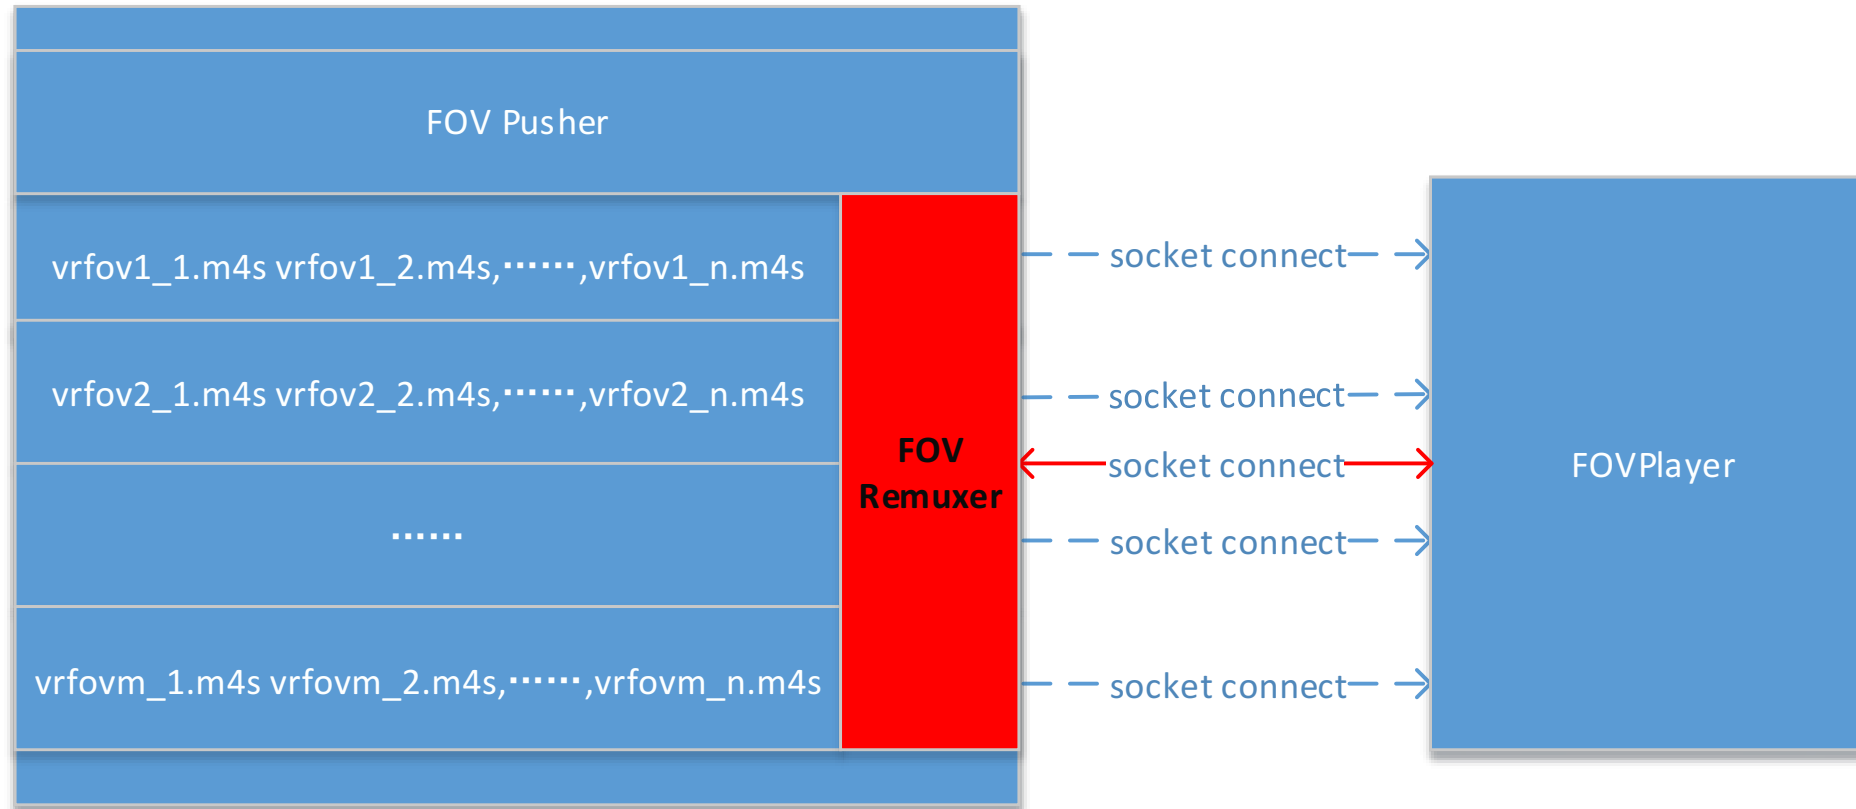 FOV Pusher
vrfov1_1.m4s vrfov1_2.m4s,⋯⋯,vrfov1_n.m4s
socket connect
vrfov2_1.m4s vrfov2_2.m4s,⋯⋯,vrfov2_n.m4s
socket connect
FOV
Remuxer
socket connect
FOVPlayer
⋯⋯
socket connect
vrfovm_1.m4s vrfovm_2.m4s,⋯⋯,vrfovm_n.m4s
socket connect